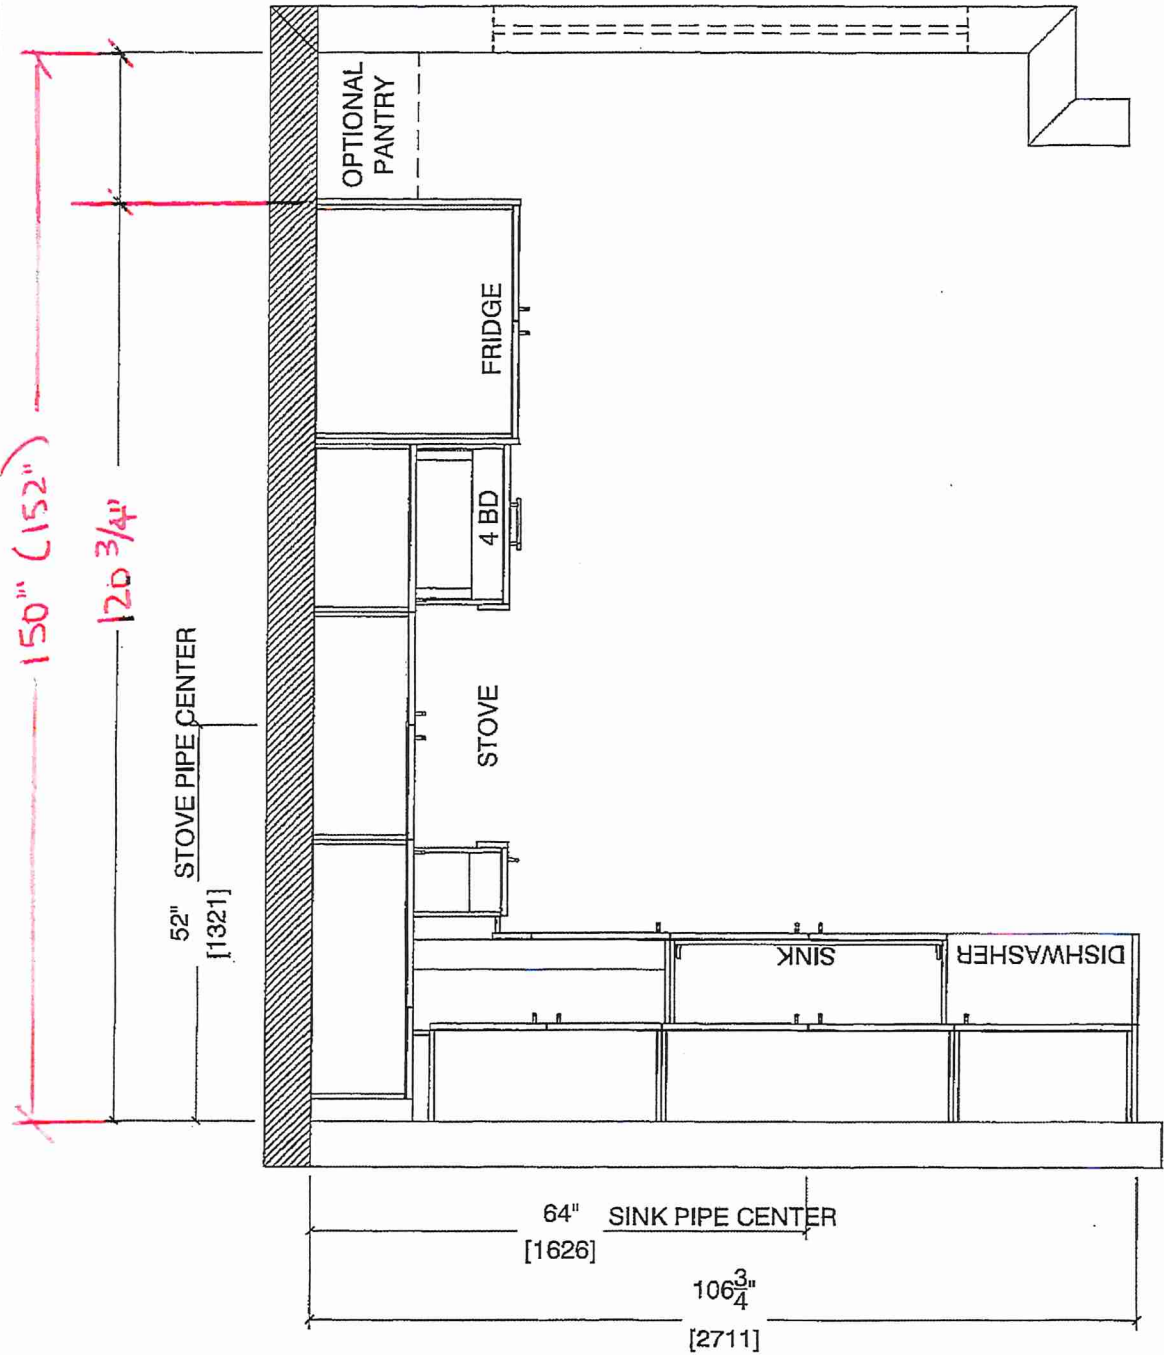 OPTIONAL
PANTRY
FRIDGE
4 BD
STOVE
SINK
DISHWASHER
150''' (152")
120 3/4"
52" STOVE PIPE CENTER
[1321]
64" SINK PIPE CENTER
[1626]
106 3/4"
[2711]